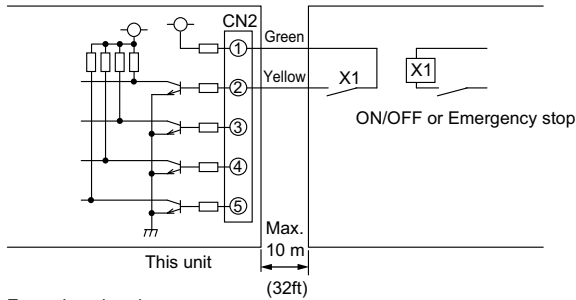 CN2
Green
1
Yellow
2
X1
X1
ON/OFF or Emergency stop
3
4
5
Max.
10 m
(32ft)
This unit